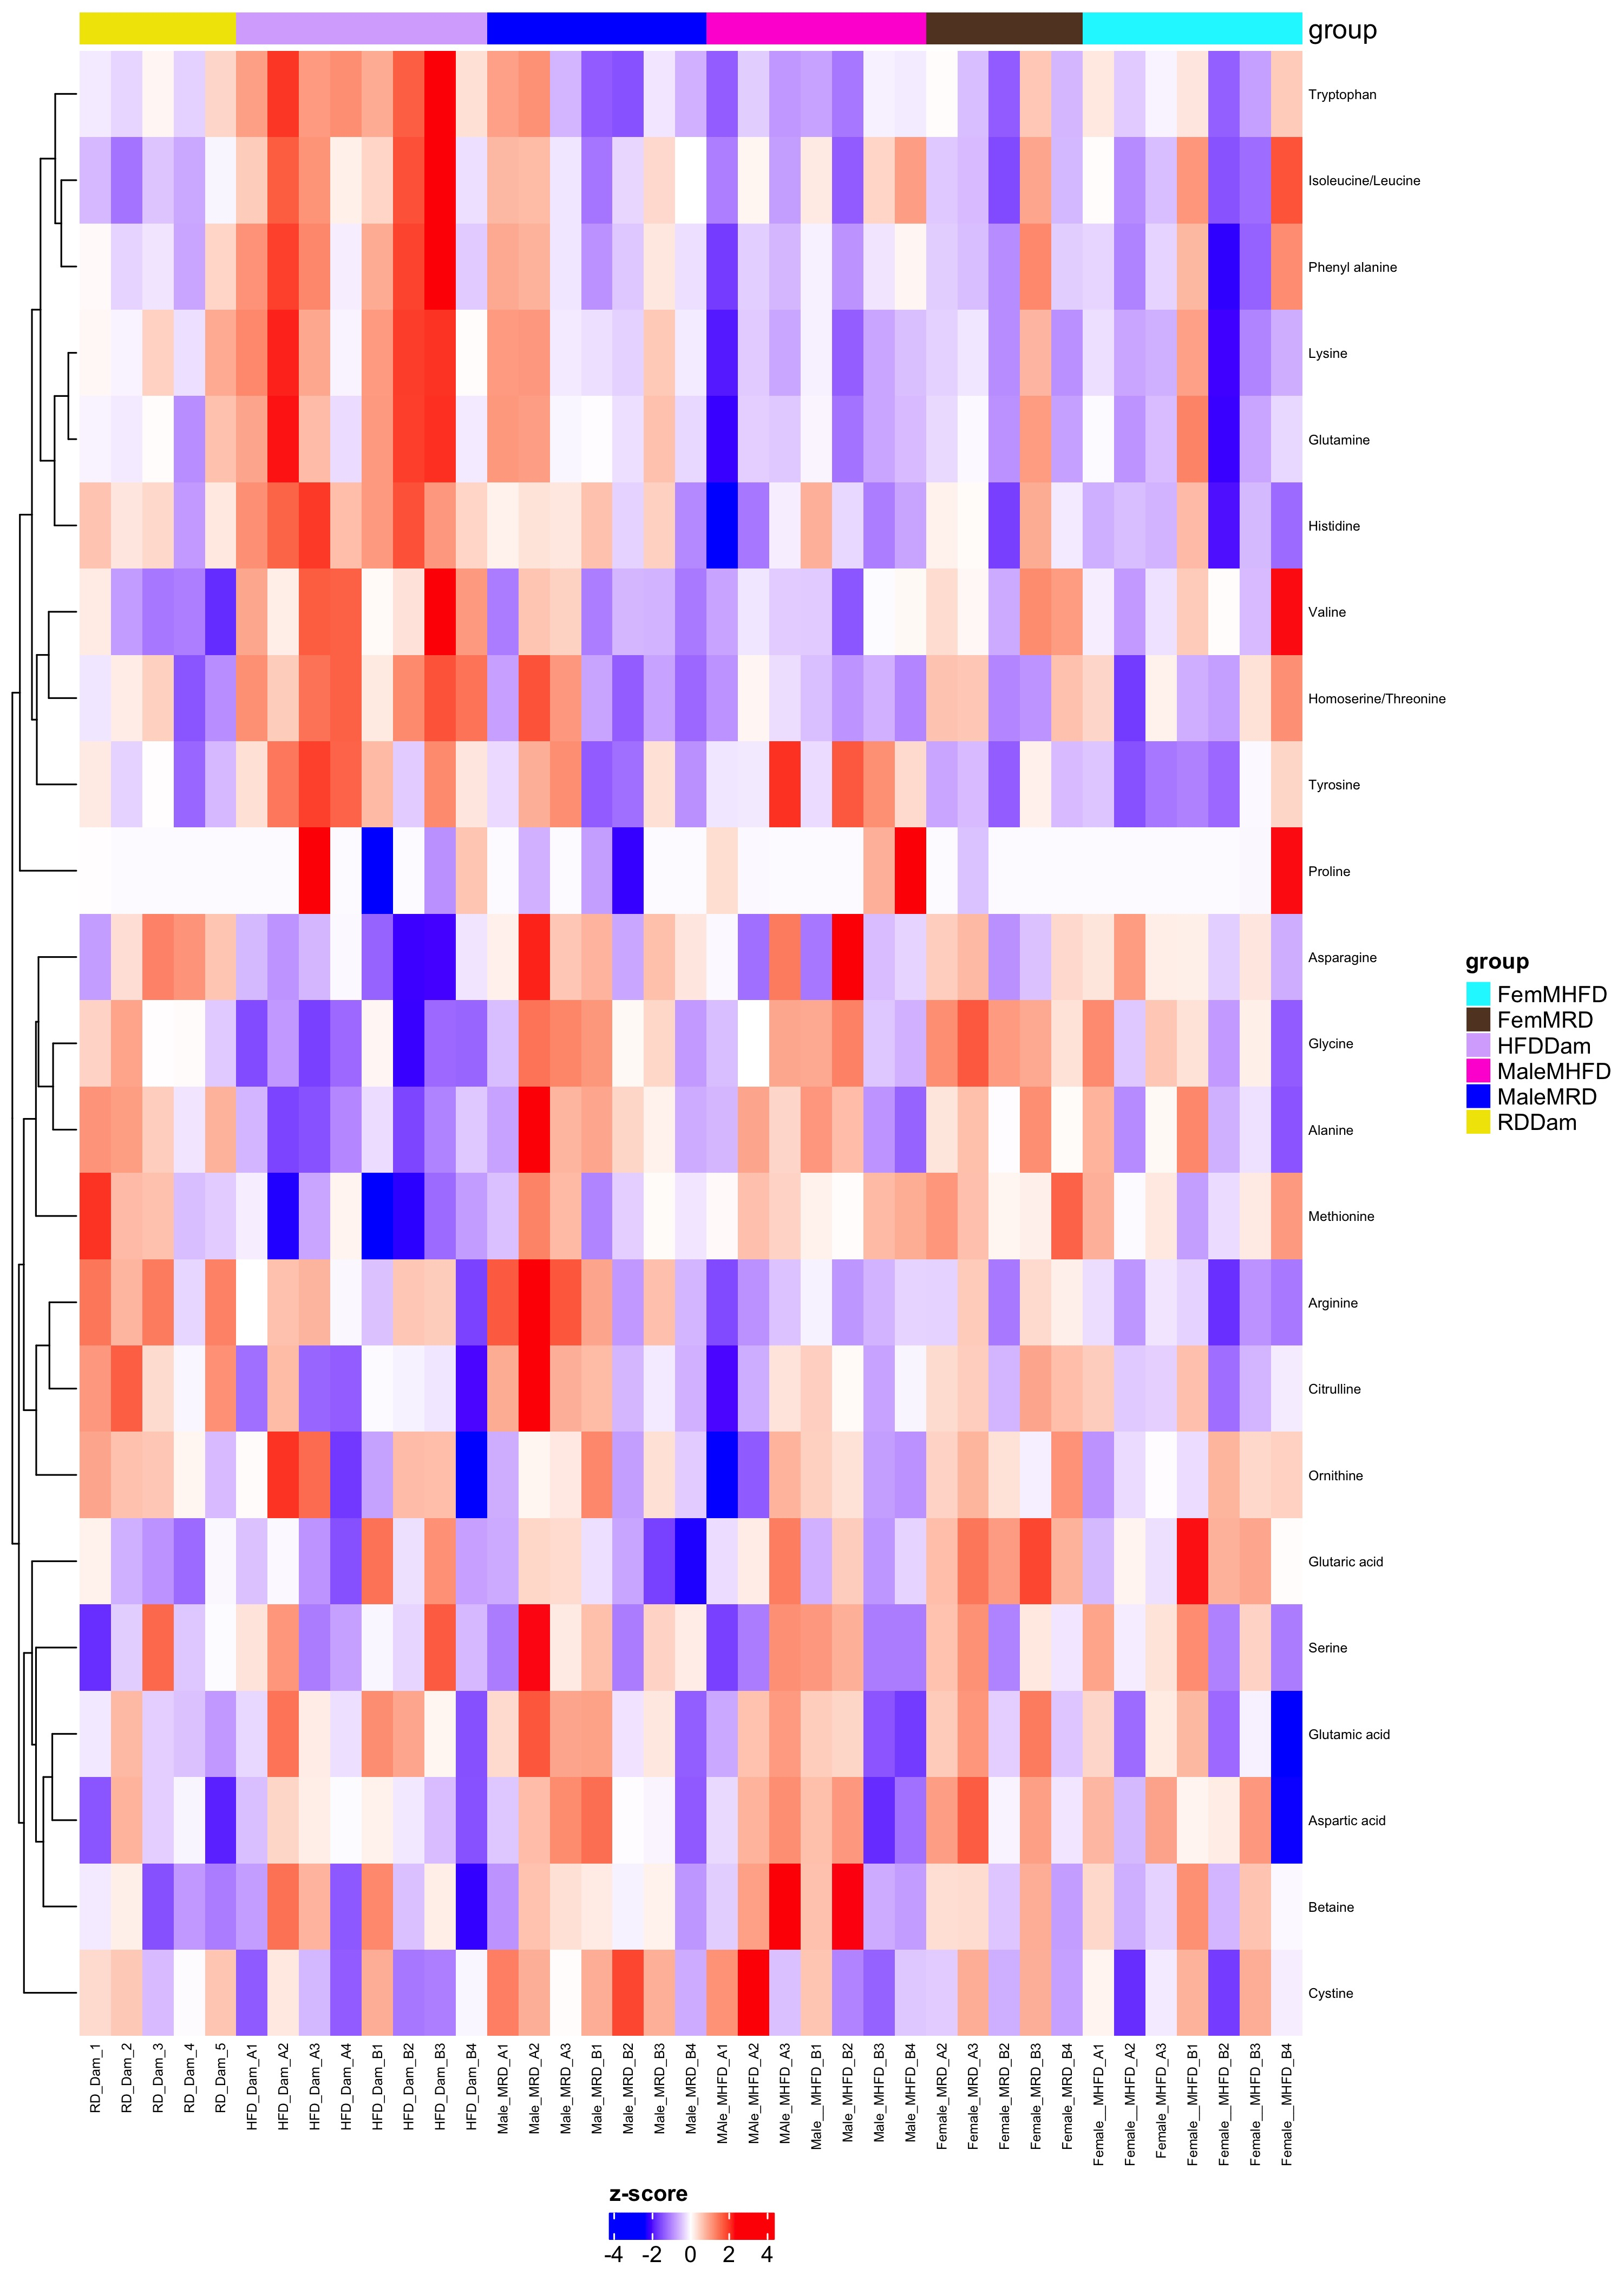 group
Tryptophan
Isoleucine/Leucine
Phenyl alanine
Lysine
Glutamine
Histidine
Valine
Homoserine/Threonine
Tyrosine
Proline
Asparagine
Glycine
Alanine
Methionine
Arginine
Citrulline
Ornithine
Glutaric acid
Serine
Glutamic acid
Aspartic acid
Betaine
Cystine
group
FemMHFD
FemMRD
HFDDam
MaleMHFD
MaleMRD
RDDam
RD_Dam_1
RD_Dam_2
RD_Dam_3
RD_Dam_4
RD_Dam_5
HFD_Dam_A1
HFD_Dam_A2
HFD_Dam_A3
HFD_Dam_A4
HFD_Dam_B1
HFD_Dam_B2
HFD_Dam_B3
HFD_Dam_B4
Male_MRD_A1
Male_MRD_A2
Male_MRD_A3
Male_MRD_B1
Male_MRD_B2
Male_MRD_B3
Male_MRD_B4
MAle_MHFD_A1
MAle_MHFD_A2
MAle_MHFD_A3
Male__MHFD_B1
Male_MHFD_B2
Male_MHFD_B3
Male_MHFD_B4
Female_MRD_A2
Female_MRD_A3
Female_MRD_B2
Female_MRD_B3
Female_MRD_B4
Female__MHFD_A1
Female__MHFD_A2
Female_MHFD_A3
Female__MHFD_B1
Female__MHFD_B2
Female__MHFD_B3
Female__MHFD_B4
z-score
-4 -2 0 2 4